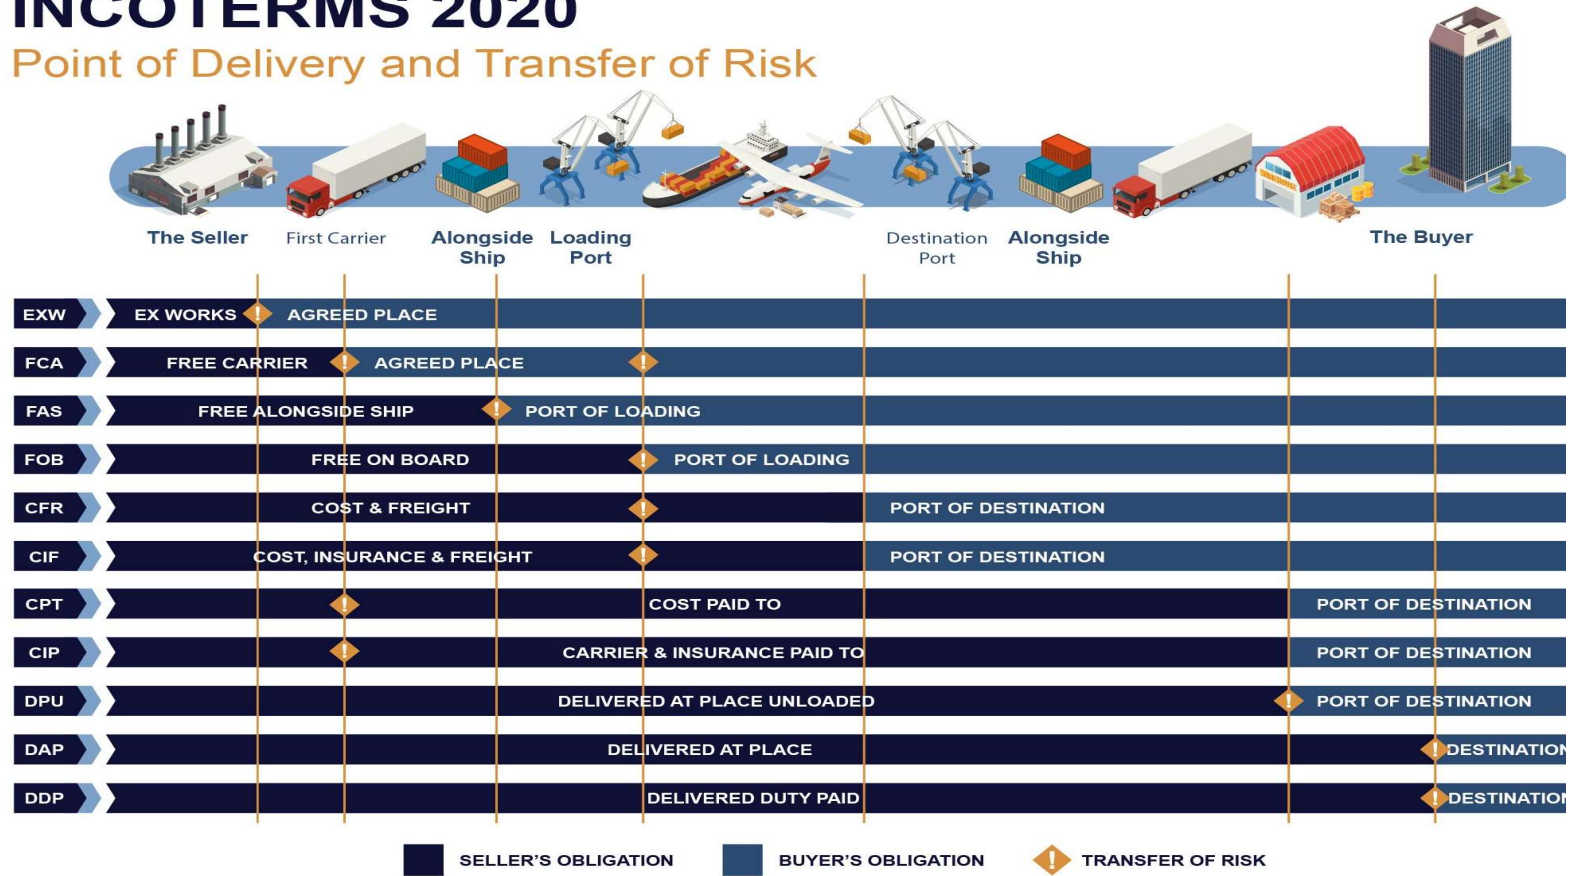 INCOTERMS 2020
Point of Delivery and Transfer of Risk
The Seller
First Carrier
Alongside
Ship
Loading
Port
Destination
Port
Alongside
Ship
The Buyer
EXW EX WORKS ! AGREED PLACE
FCA FREE CARRIER ! AGREED PLACE !
FAS FREE ALONGSIDE SHIP ! PORT OF LOADING
FOB FREE ON BOARD ! PORT OF LOADING
CFR COST & FREIGHT ! PORT OF DESTINATION
CIF COST, INSURANCE & FREIGHT ! PORT OF DESTINATION
CPT ! COST PAID TO PORT OF DESTINATION
CIP ! CARRIER & INSURANCE PAID TO PORT OF DESTINATION
DPU DELIVERED AT PLACE UNLOADED ! PORT OF DESTINATION
DAP DELIVERED AT PLACE ! DESTINATION
DDP DELIVERED DUTY PAID ! DESTINATION
SELLER'S OBLIGATION BUYER'S OBLIGATION ! TRANSFER OF RISK